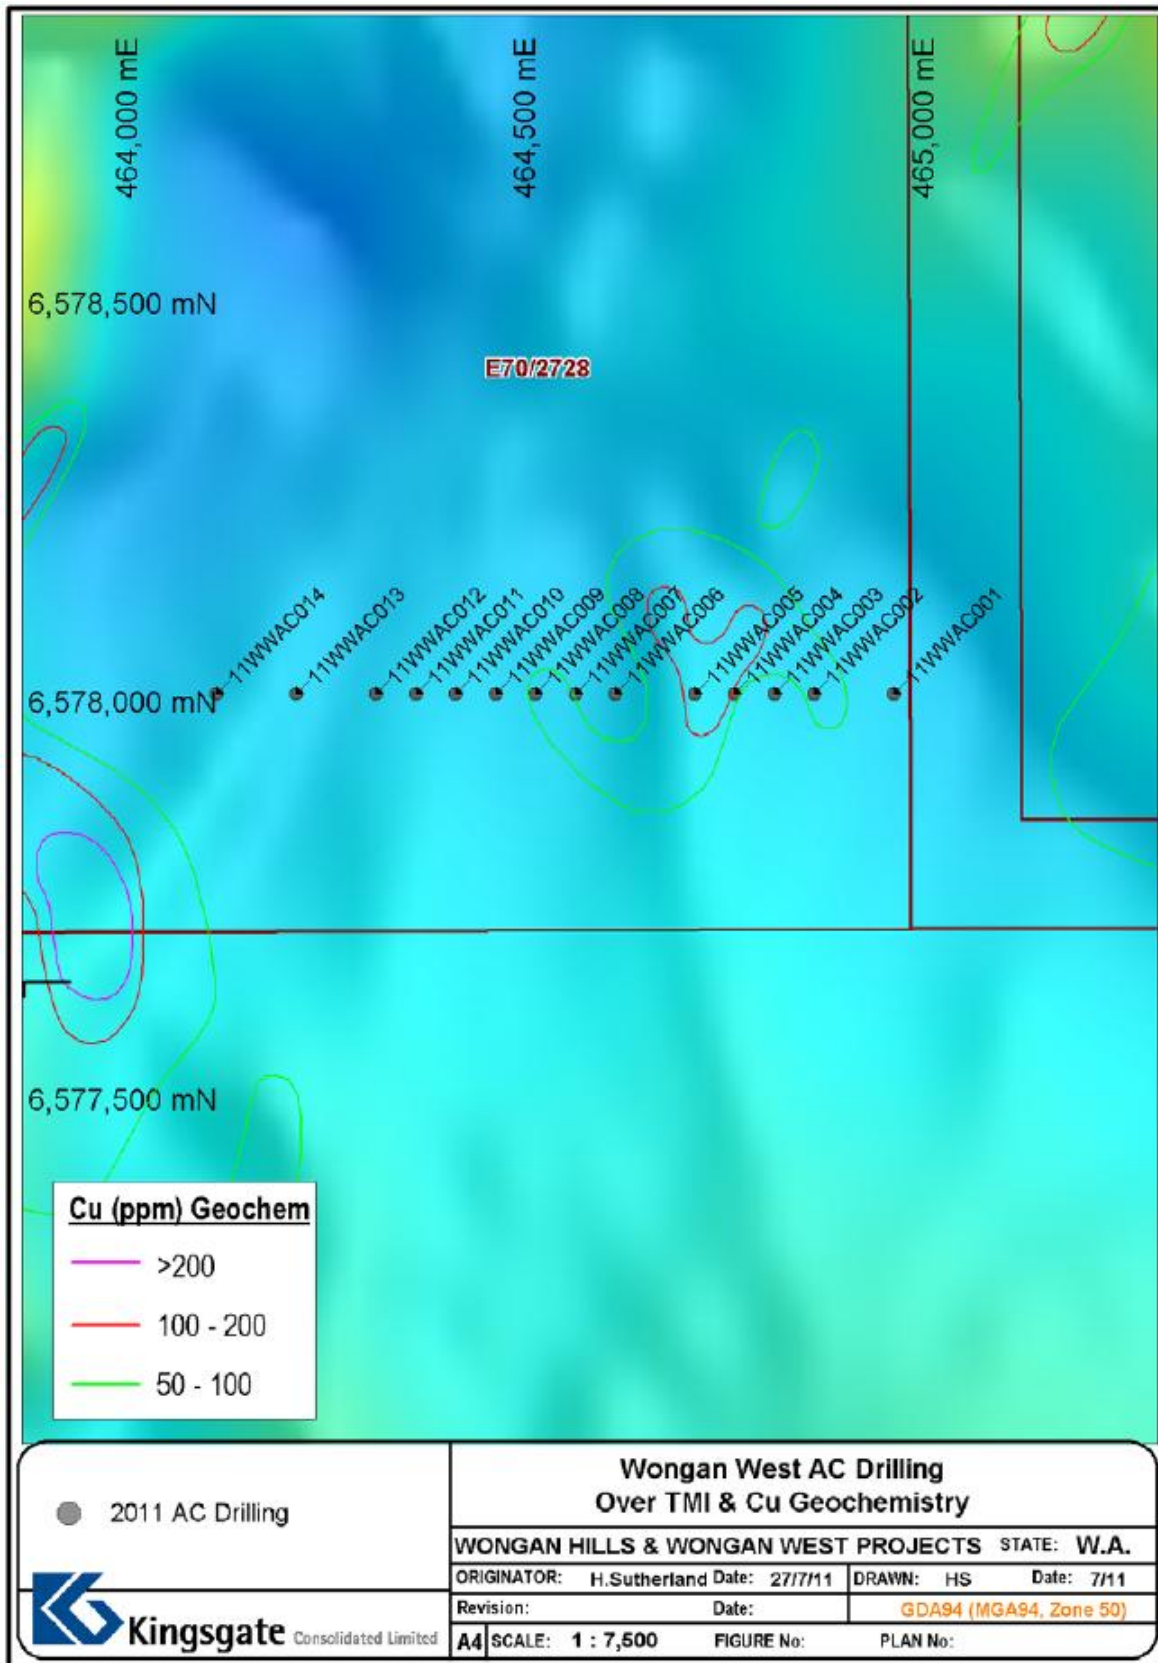 464,000 mE
464,500 mE
465,000 mE
6,578,500 mN
E70/2728
11WWAC014
11WWAC013
11WWAC012
11WWAC011
11WWAC010
11WWAC009
11WWAC008
11WWAC007
11WWAC006
11WWAC005
11WWAC004
11WWAC003
11WWAC002
11WWAC001
6,578,000 mN
6,577,500 mN
Cu (ppm) Geochem
>200
100 - 200
50 - 100
2011 AC Drilling
Kingsgate Consolidated Limited
Wongan West AC Drilling
Over TMI & Cu Geochemistry
WONGAN HILLS & WONGAN WEST PROJECTS STATE: W.A.
ORIGINATOR: H.Sutherland Date: 27/7/11 DRAWN: HS Date: 7/11
Revision: Date: GDA94 (MGA94, Zone 50)
A4 SCALE: 1 : 7,500 FIGURE No: PLAN No: